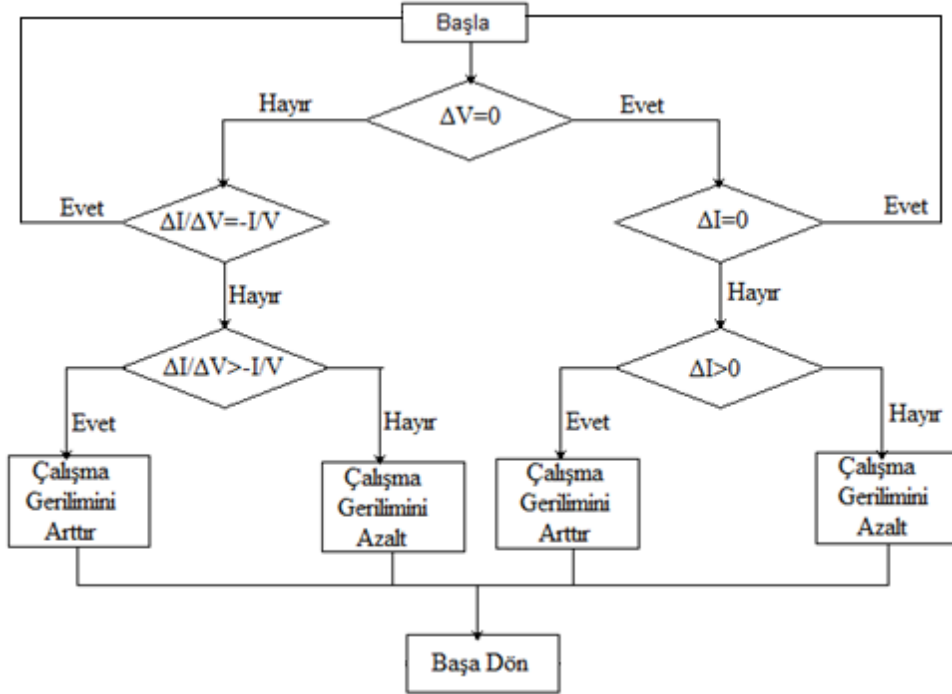 Başla
Hayır
ΔV=0
Evet
Evet
ΔI/ΔV=-I/V
ΔI=0
Evet
Hayır
Hayır
ΔI/ΔV>-I/V
ΔI>0
Evet
Hayır
Evet
Hayır
Çalışma
Gerilimini
Arttır
Çalışma
Gerilimini
Azalt
Çalışma
Gerilimini
Arttır
Çalışma
Gerilimini
Azalt
Başa Dön